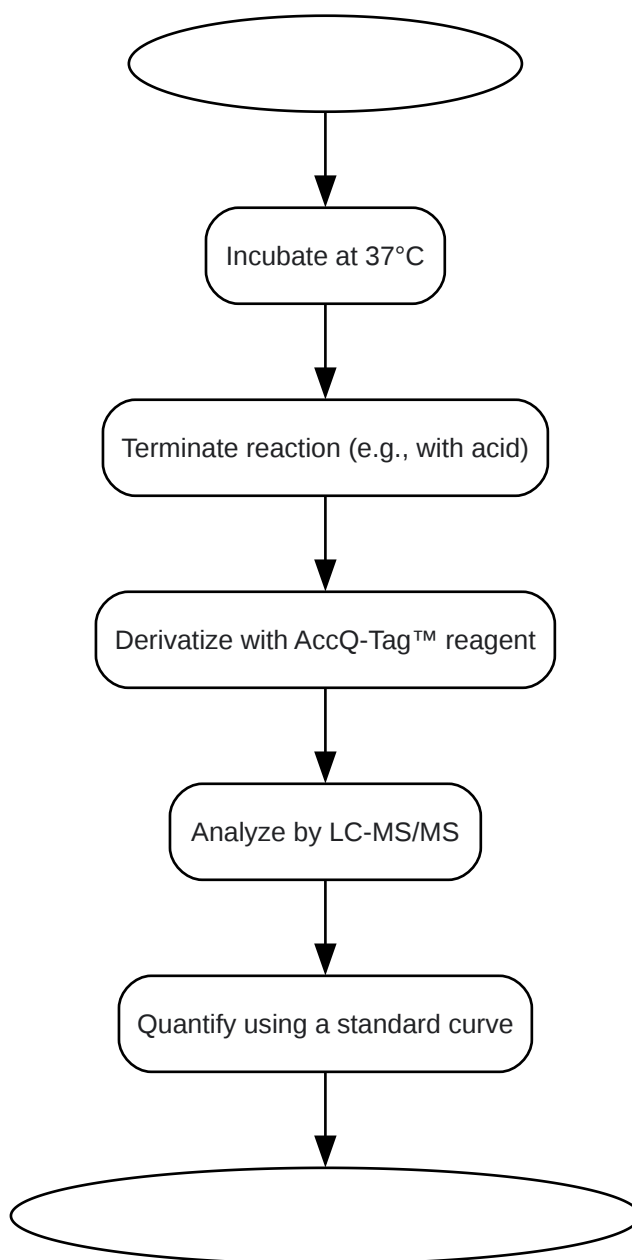 Incubate at 37°C
Terminate reaction (e.g., with acid)
Derivatize with AccQ-Tag™ reagent
Analyze by LC-MS/MS
Quantify using a standard curve